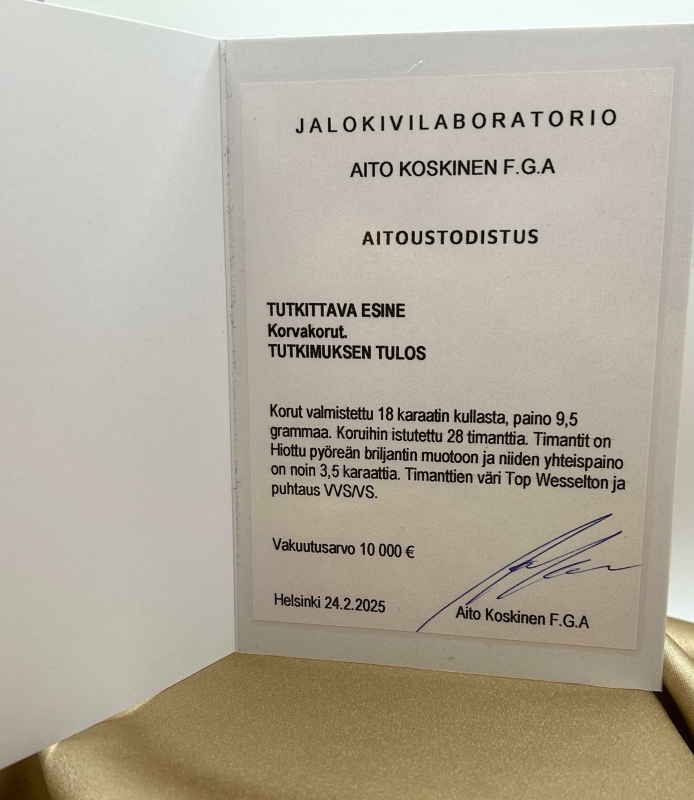 JALOKIVILABORATORIO
AITO KOSKINEN F.G.A
AITOUSTODISTUS
TUTKITTAVA ESINE
Korvakorut.
TUTKIMUKSEN TULOS
Korut valmistettu 18 karaatin kullasta, paino 9,5
grammaa. Koruihin istutettu 28 timanttia. Timantit on
Hiottu pyöreän briljantin muotoon ja niiden yhteispaino
on noin 3,5 karaattia. Timanttien väri Top Wesselton ja
puhtaus VVS/VS.
Vakuutusarvo 10 000 €
Helsinki 24.2.2025
Aito Koskinen F.G.A